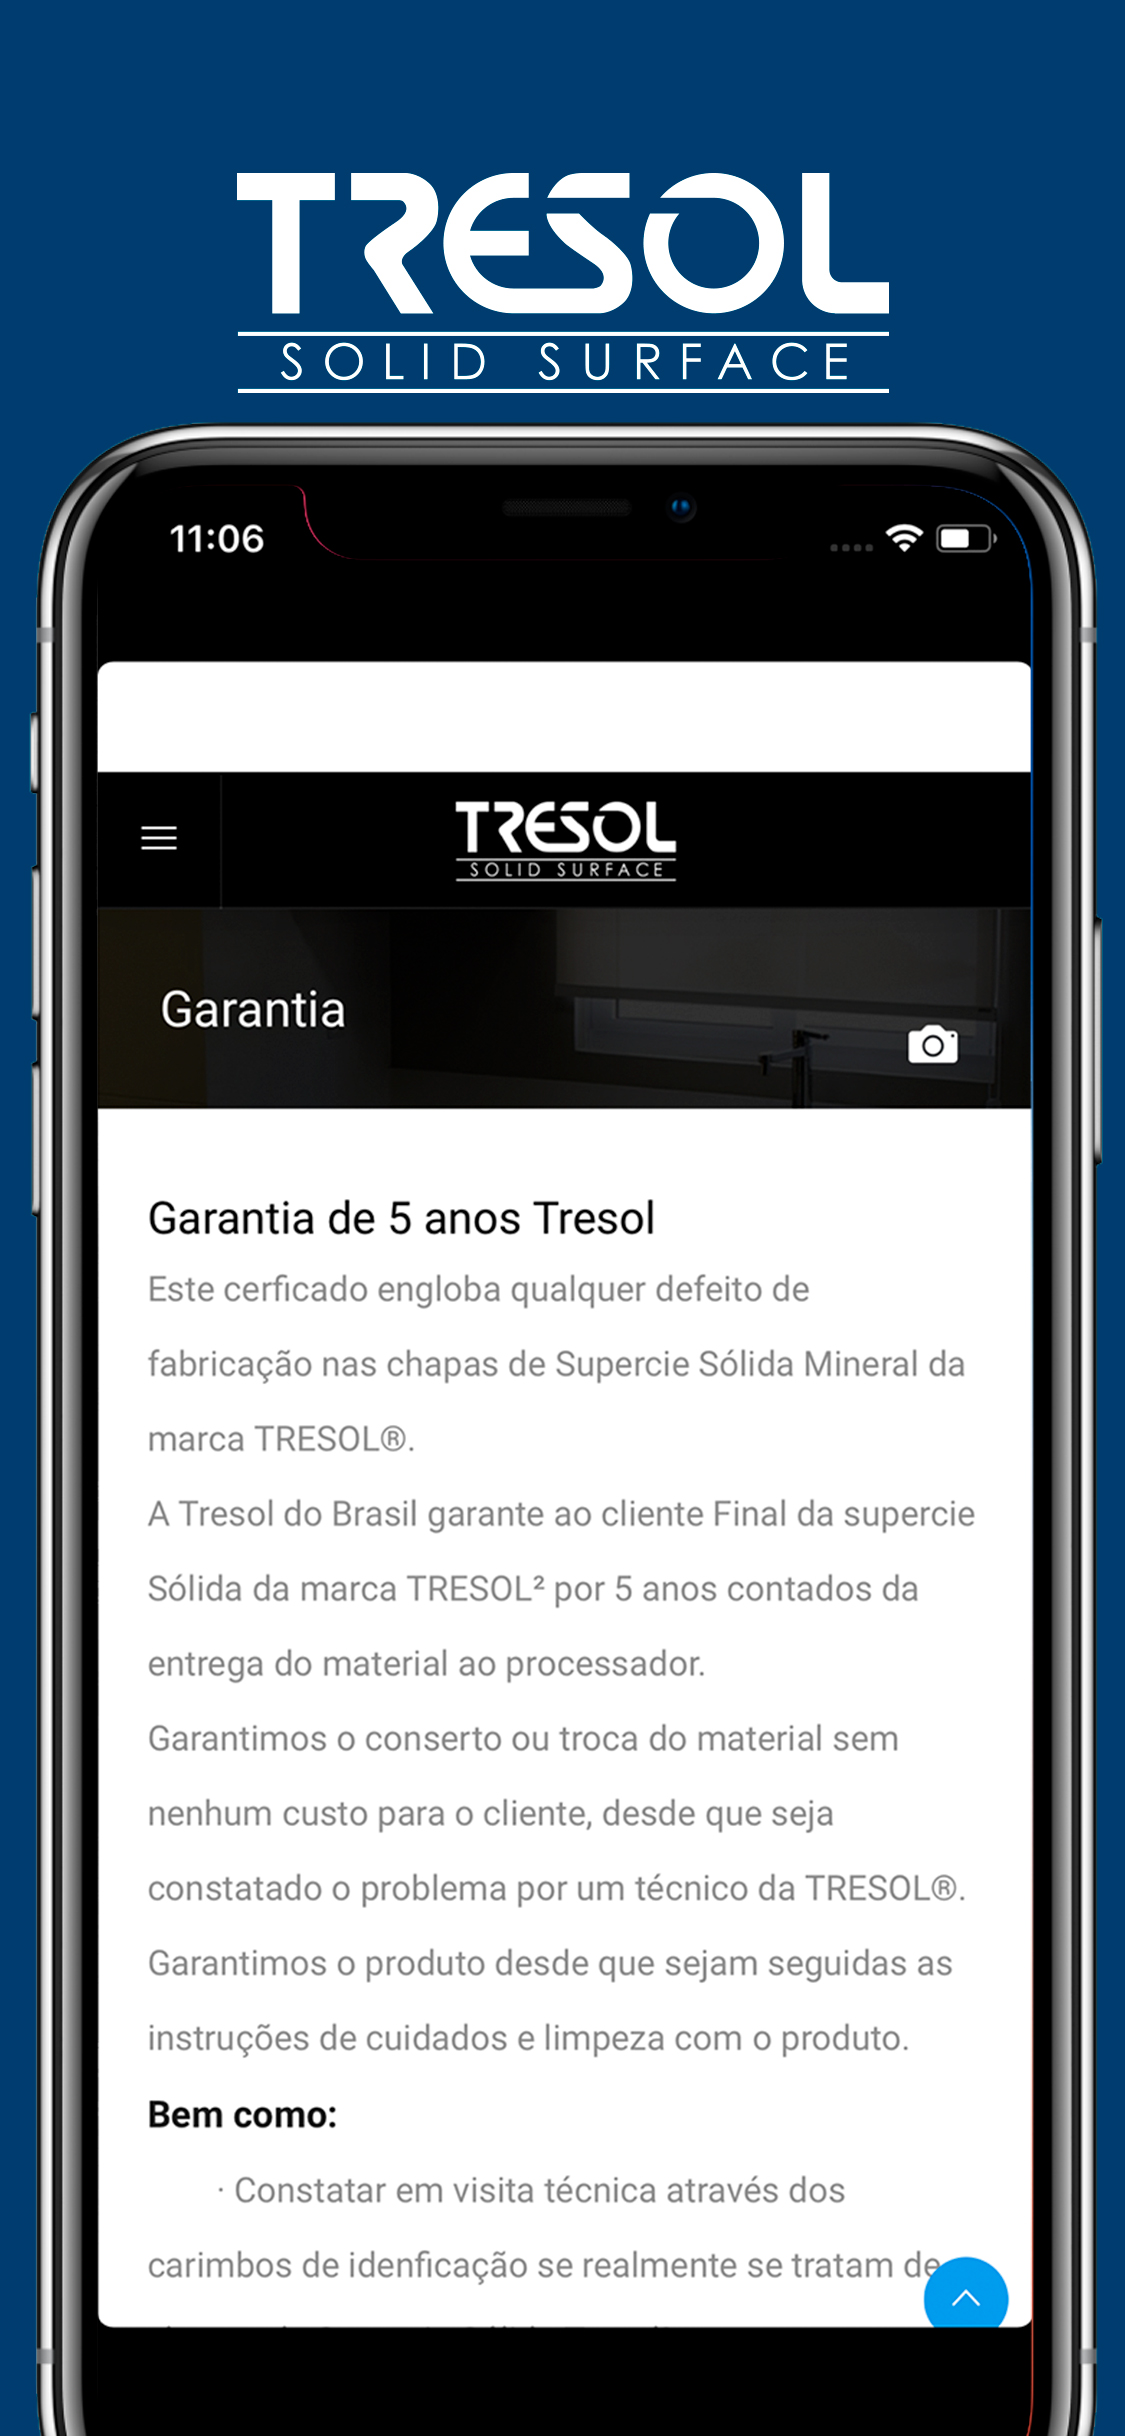 TRESOL
SOLID SURFACE
11:06
TRESOL
SOLID SURFACE
Garantia
Garantia de 5 anos Tresol
Este cerficado engloba qualquer defeito de
fabricação nas chapas de Supercie Sólida Mineral da
marca TRESOL®.
A Tresol do Brasil garante ao cliente Final da supercie
Sólida da marca TRESOL² por 5 anos contados da
entrega do material ao processador.
Garantimos o conserto ou troca do material sem
nenhum custo para o cliente, desde que seja
constatado o problema por um técnico da TRESOL®.
Garantimos o produto desde que sejam seguidas as
instruções de cuidados e limpeza com o produto.
Bem como:
· Constatar em visita técnica através dos
carimbos de idenficação se realmente se tratam de